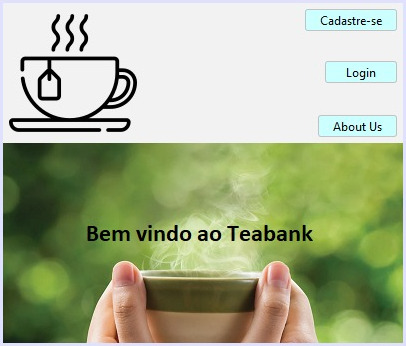 Cadastre-se
Login
About Us
Bem vindo ao Teabank